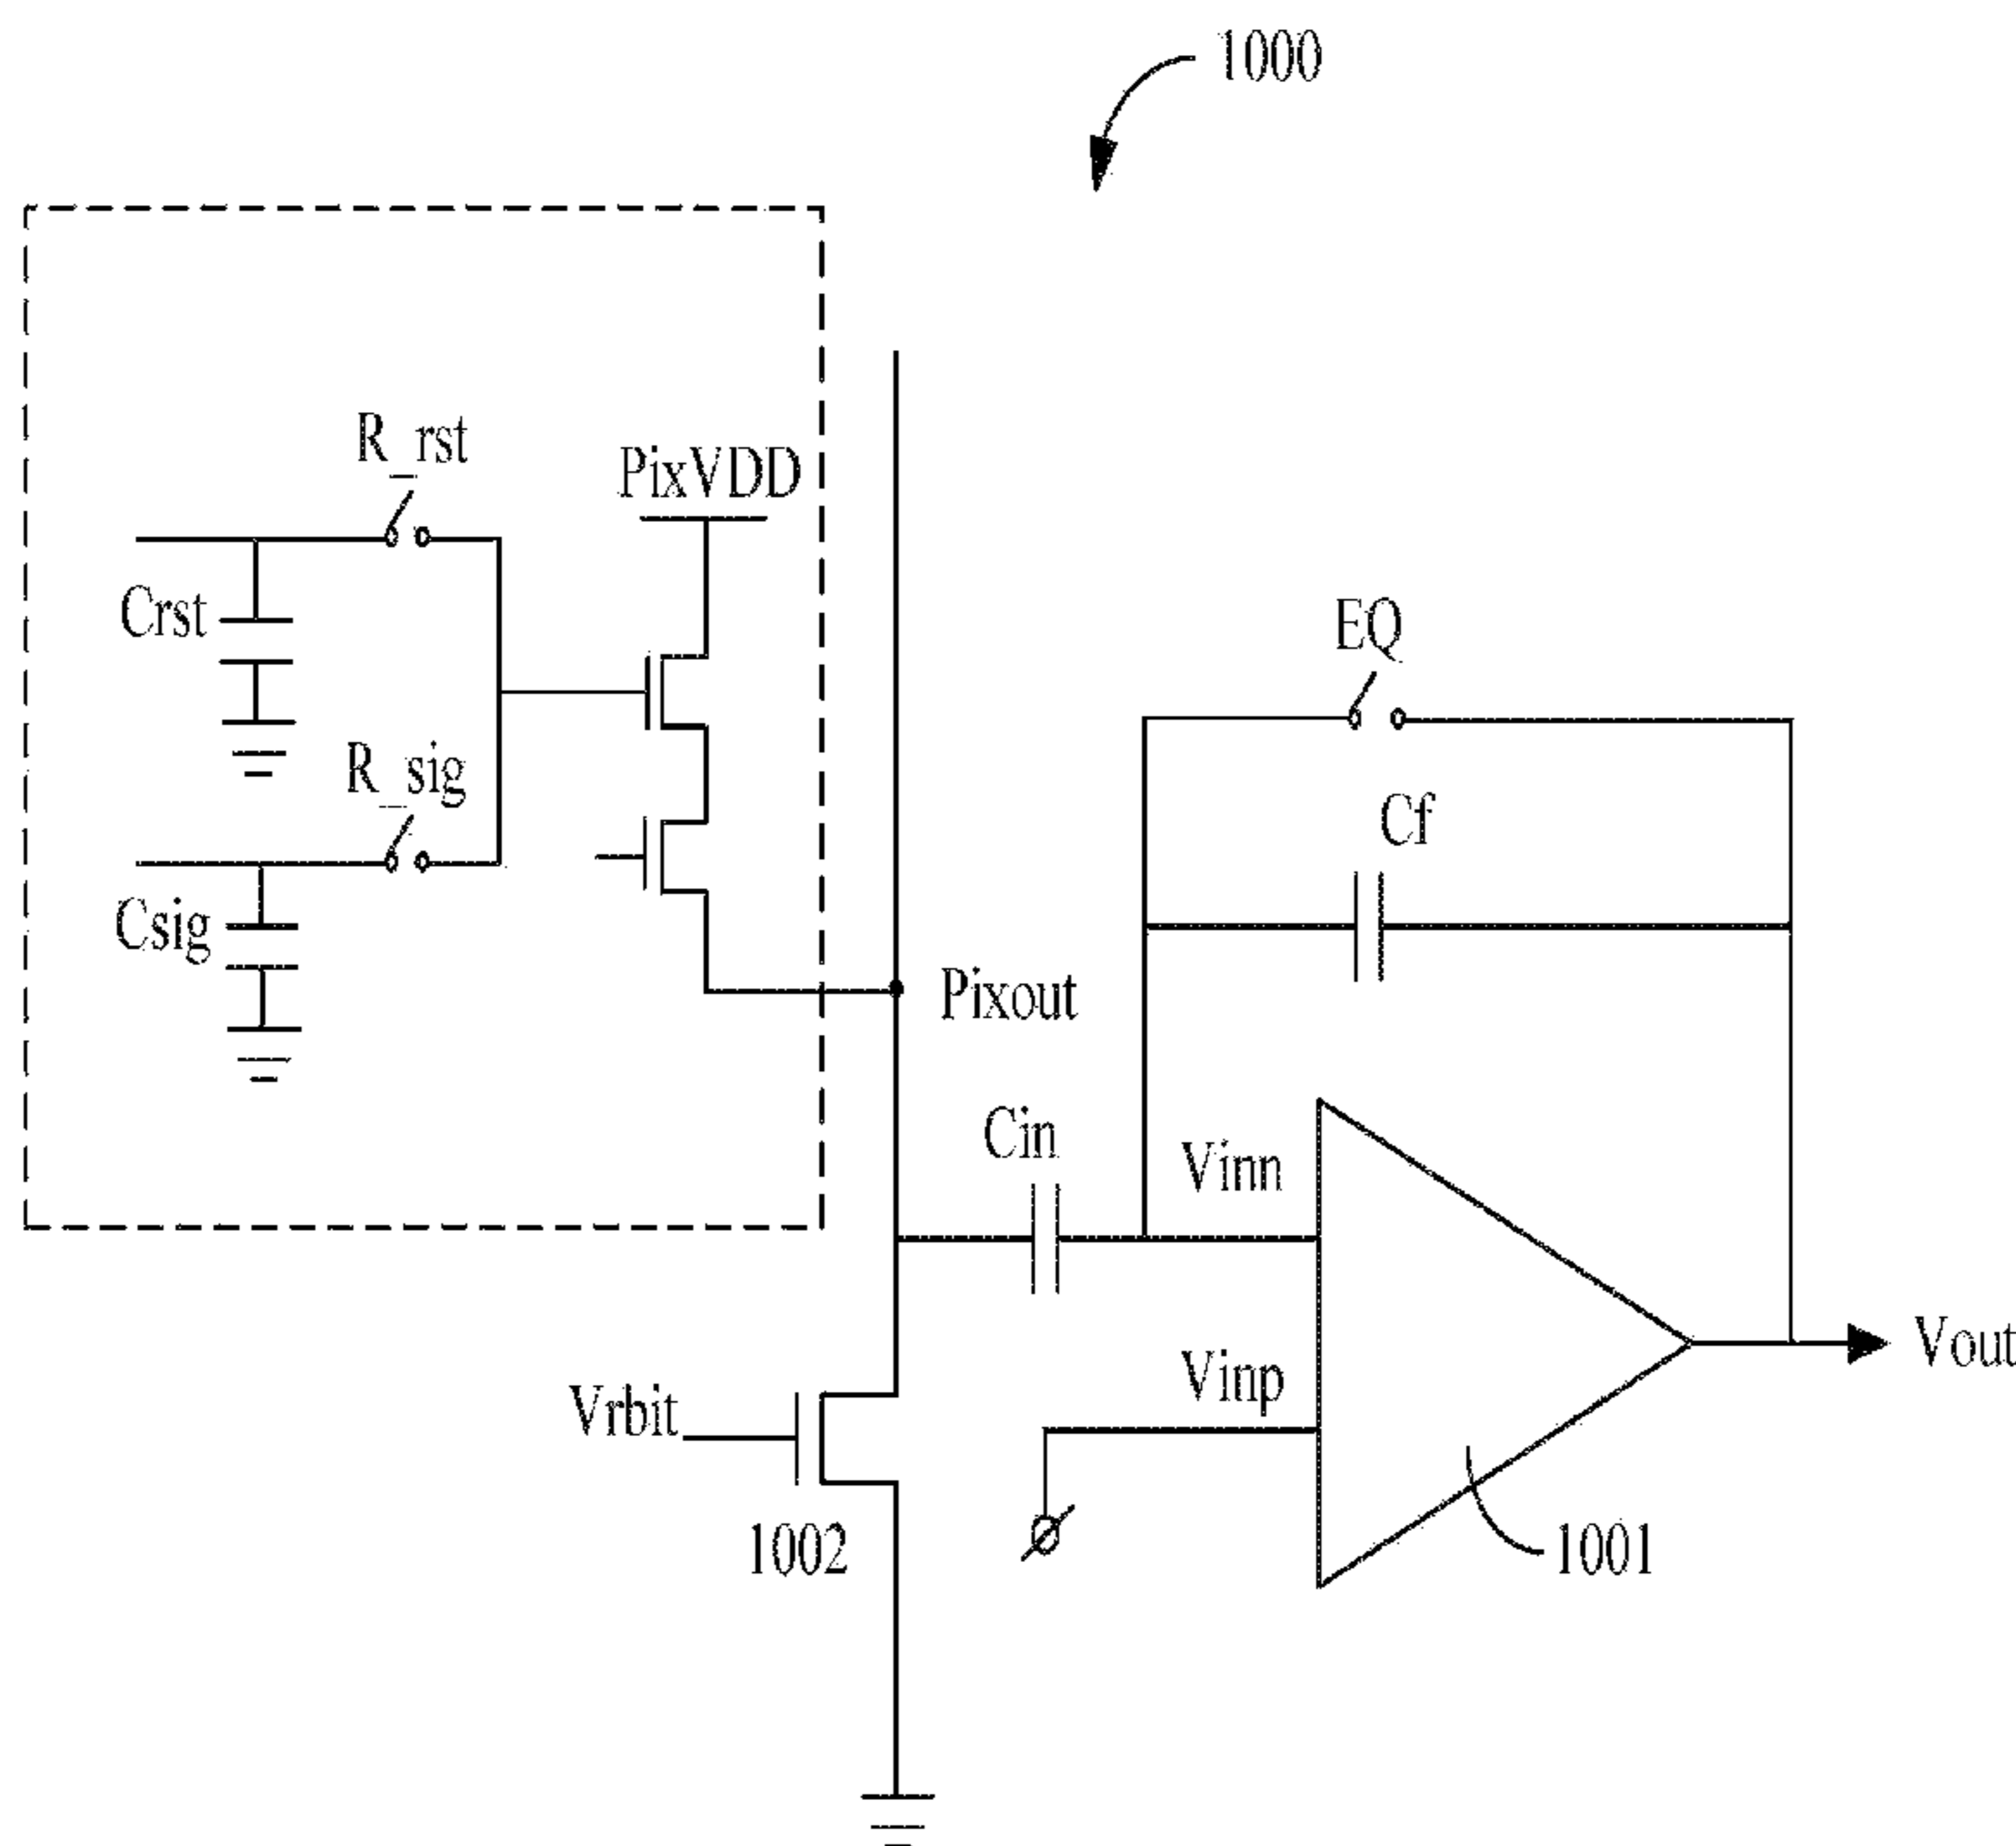 1000
R_rst
PixVDD
Crst
EQ
R_sig
Cf
Csig
Pixout
Cin
Vinn
Vout
Vinp
Vrbit
1002
1001